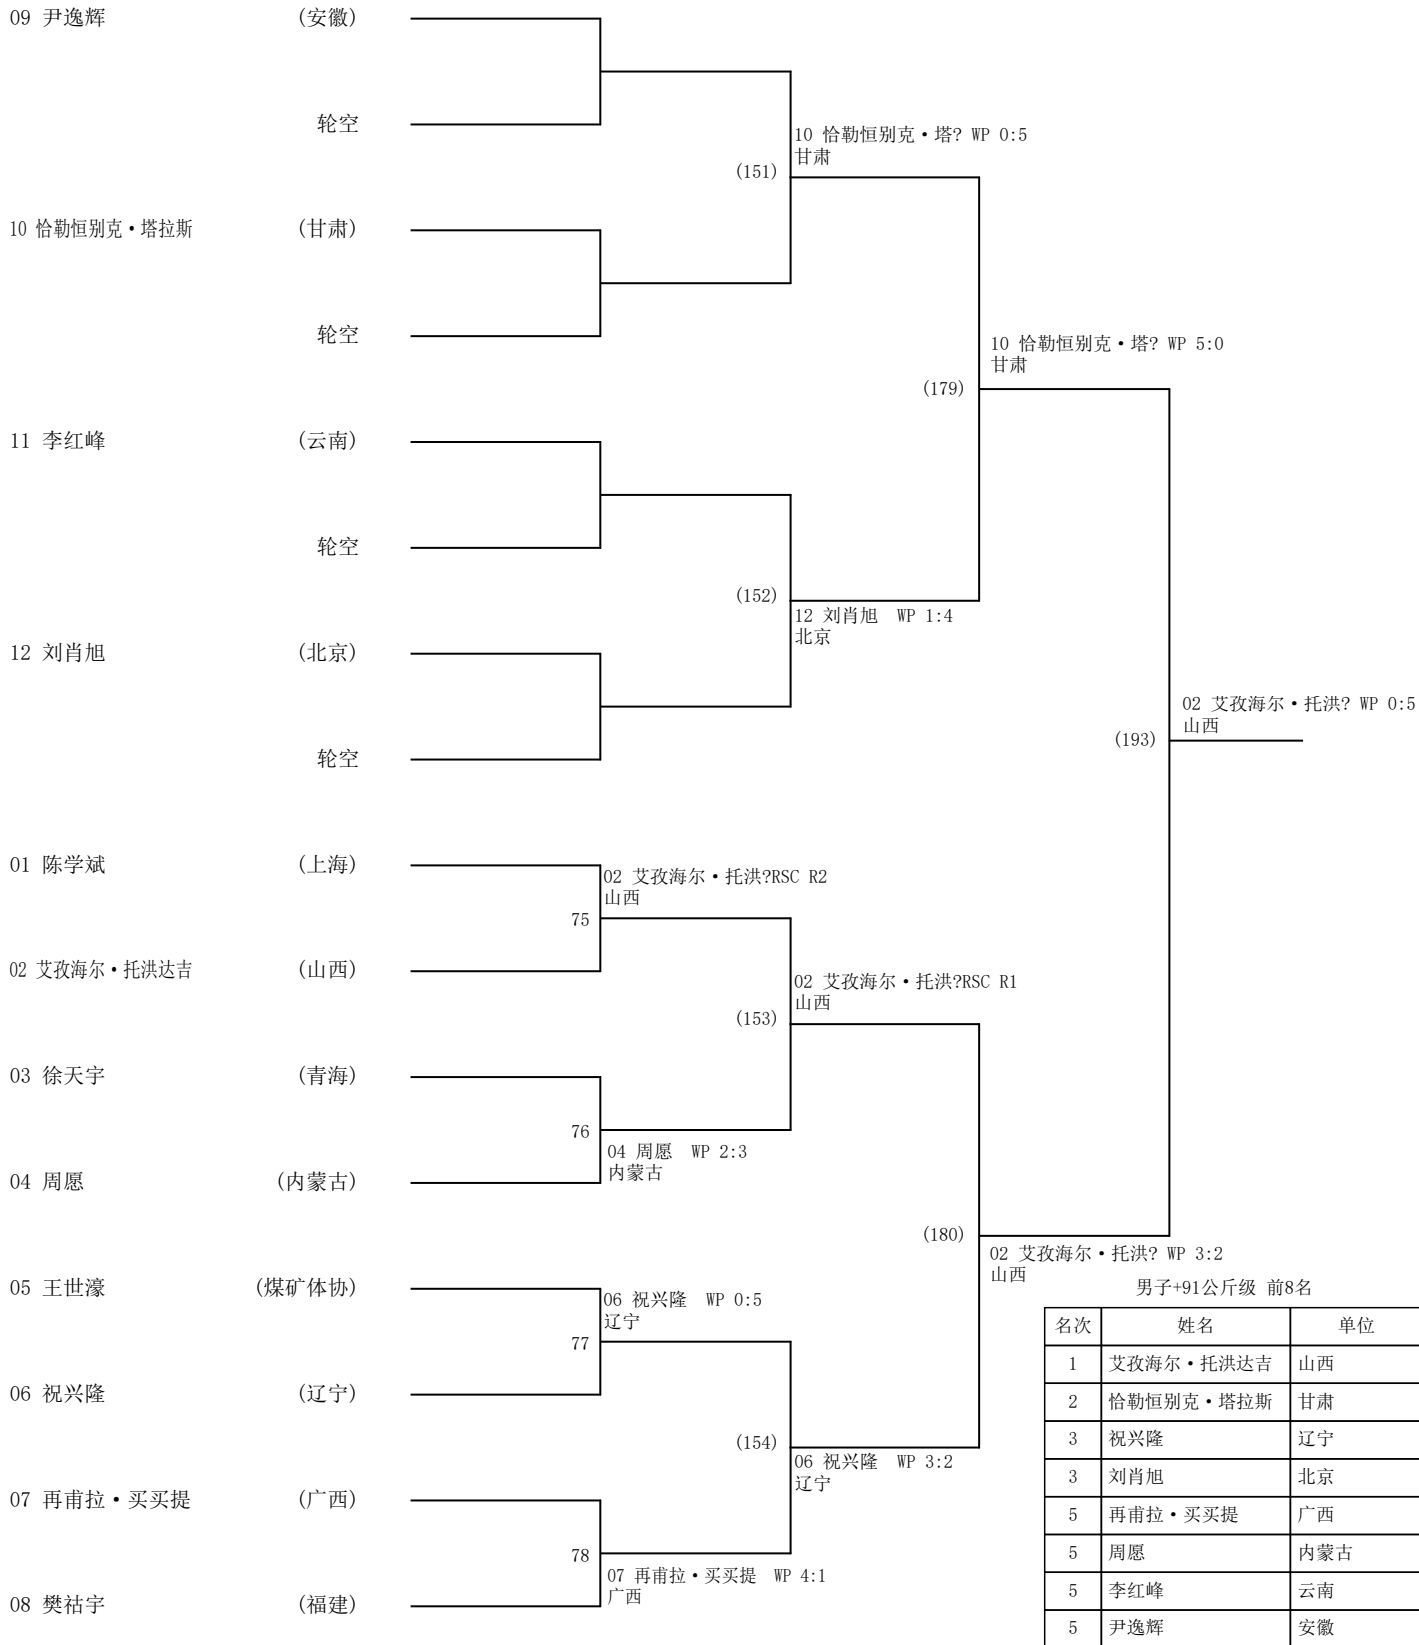 09 尹逸辉 (安徽)
轮空
10 恰勒恒别克·塔? WP 0:5
甘肃
(151)
10 恰勒恒别克·塔拉斯 (甘肃)
轮空
10 恰勒恒别克·塔? WP 5:0
甘肃
(179)
11 李红峰 (云南)
轮空
(152)
12 刘肖旭 WP 1:4
北京
12 刘肖旭 (北京)
02 艾孜海尔·托洪? WP 0:5
山西
(193)
轮空
01 陈学斌 (上海)
02 艾孜海尔·托洪?RSC R2
山西
75
02 艾孜海尔·托洪达吉 (山西)
02 艾孜海尔·托洪?RSC R1
山西
(153)
03 徐天宇 (青海)
76
04 周愿 WP 2:3
内蒙古
04 周愿 (内蒙古)
(180)
02 艾孜海尔·托洪? WP 3:2
山西
05 王世濠 (煤矿体协)
06 祝兴隆 WP 0:5
辽宁
77
06 祝兴隆 (辽宁)
(154)
06 祝兴隆 WP 3:2
辽宁
07 再甫拉·买买提 (广西)
78
07 再甫拉·买买提 WP 4:1
广西
08 樊祜宇 (福建)
男子+91公斤级 前8名
名次 姓名 单位
1 艾孜海尔·托洪达吉 山西
2 恰勒恒别克·塔拉斯 甘肃
3 祝兴隆 辽宁
3 刘肖旭 北京
5 再甫拉·买买提 广西
5 周愿 内蒙古
5 李红峰 云南
5 尹逸辉 安徽